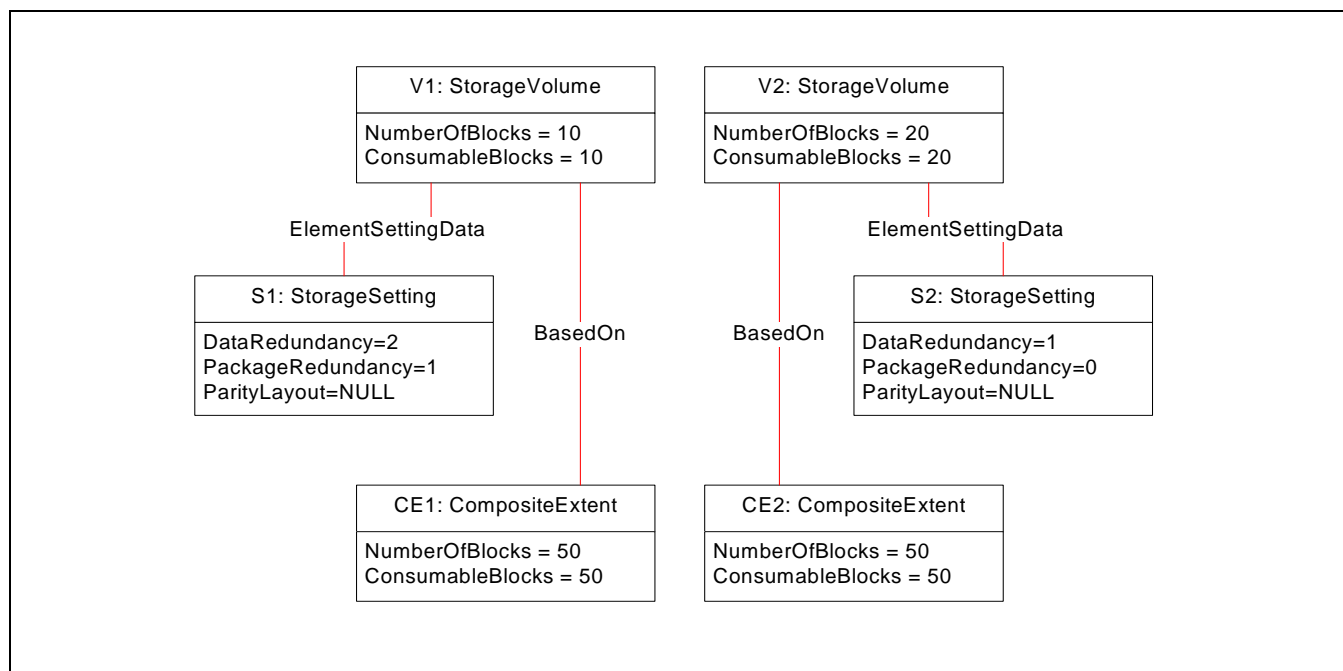 V1: StorageVolume
NumberOfBlocks = 10
ConsumableBlocks = 10
V2: StorageVolume
NumberOfBlocks = 20
ConsumableBlocks = 20
ElementSettingData
ElementSettingData
S1: StorageSetting
DataRedundancy=2
PackageRedundancy=1
ParityLayout=NULL
BasedOn
BasedOn
S2: StorageSetting
DataRedundancy=1
PackageRedundancy=0
ParityLayout=NULL
CE1: CompositeExtent
NumberOfBlocks = 50
ConsumableBlocks = 50
CE2: CompositeExtent
NumberOfBlocks = 50
ConsumableBlocks = 50